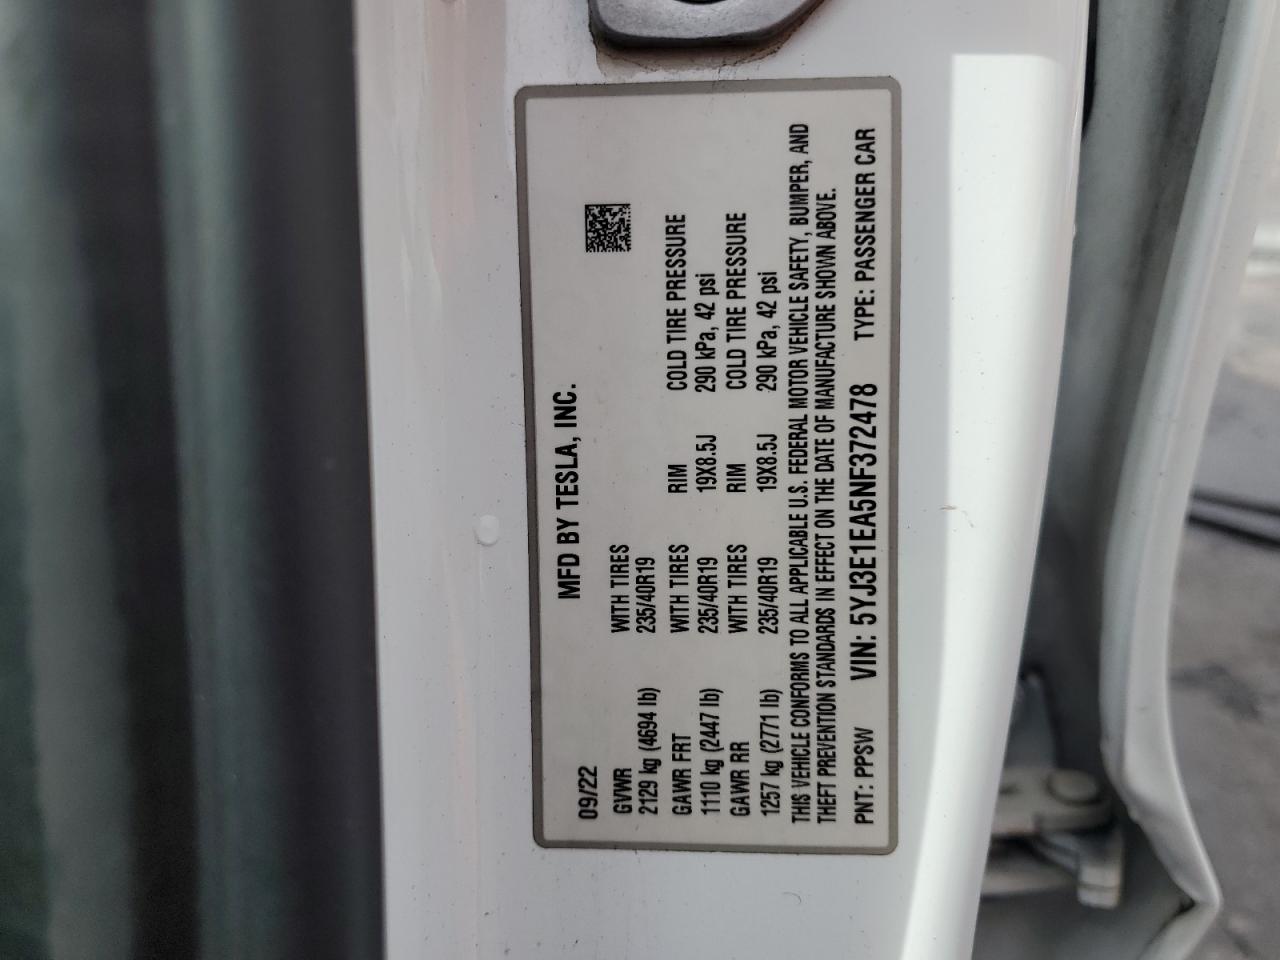 MFD BY TESLA, INC.
09/22
GVWR WITH TIRES
2129 kg (4694 lb) 235/40R19
GAWR FRT WITH TIRES RIM COLD TIRE PRESSURE
1110 kg (2447 lb) 235/40R19 19X8.5J 290 kPa, 42 psi
GAWR RR WITH TIRES RIM COLD TIRE PRESSURE
1257 kg (2771 lb) 235/40R19 19X8.5J 290 kPa, 42 psi
THIS VEHICLE CONFORMS TO ALL APPLICABLE U.S. FEDERAL MOTOR VEHICLE SAFETY, BUMPER, AND
THEFT PREVENTION STANDARDS IN EFFECT ON THE DATE OF MANUFACTURE SHOWN ABOVE.
PNT: PPSW VIN: 5YJ3E1EA5NF372478 TYPE: PASSENGER CAR